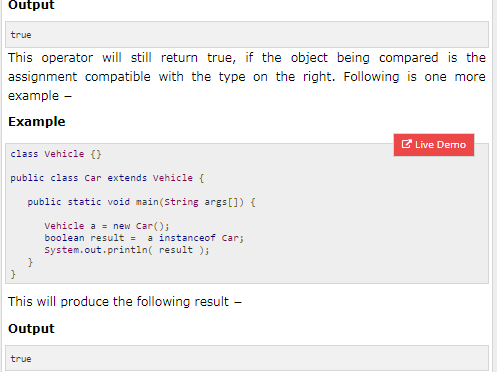 Output
true
This operator will still return true, if the object being compared is the
assignment compatible with the type on the right. Following is one more
example –
Example
Live Demo
class Vehicle {}
public class Car extends Vehicle {
public static void main(String args[]) {
Vehicle a = new Car();
boolean result =  a instanceof Car;
System.out.println( result );
}
}
This will produce the following result –
Output
true